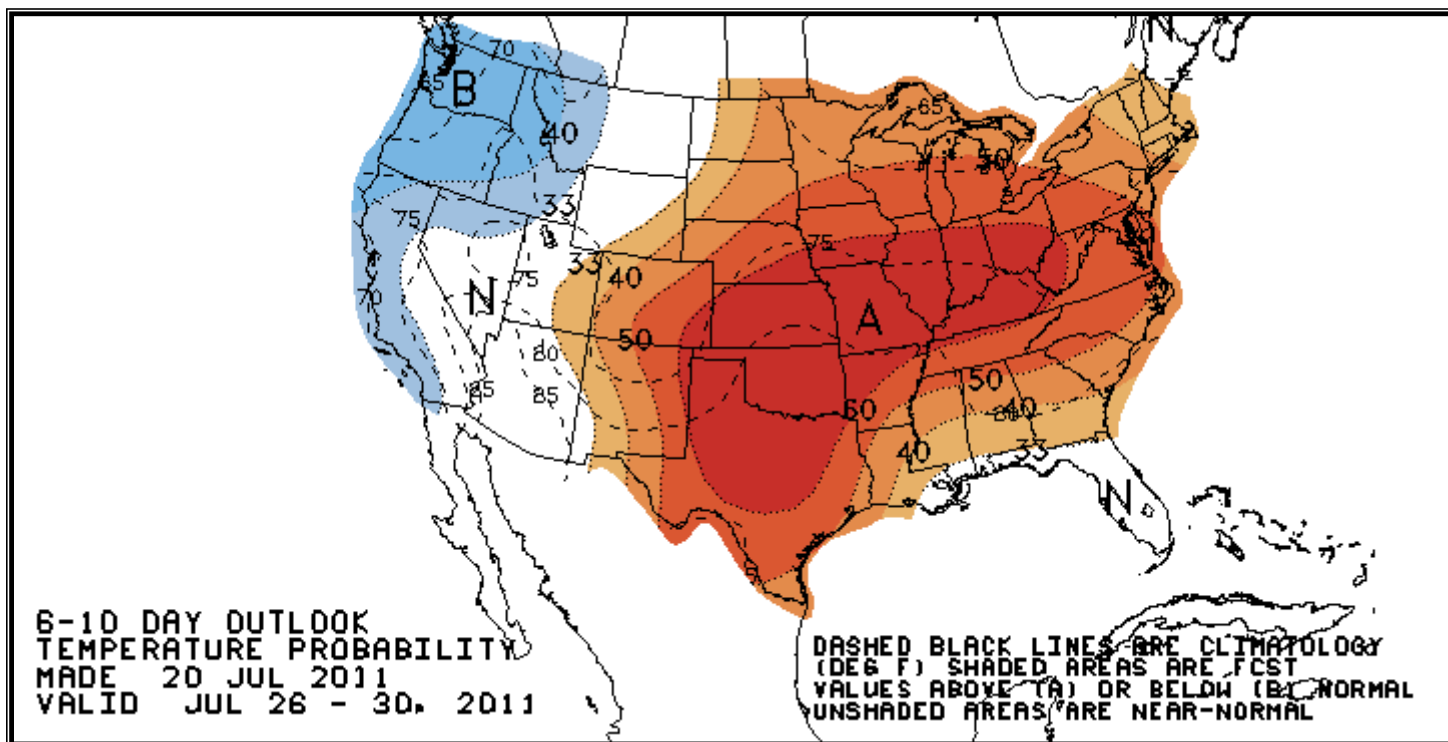 N
70
65
B
40
65
50
75
33
33
75
40
75
70
N
A
50
80
85
85
50
50
40
80
40
33
N
6-10 DAY OUTLOOK
TEMPERATURE PROBABILITY
MADE 20 JUL 2011
VALID JUL 26 - 30, 2011
DASHED BLACK LINES ARE CLIMATOLOGY
(DEG F) SHADED AREAS ARE FCST
VALUES ABOVE (A) OR BELOW (B) NORMAL
UNSHADED AREAS ARE NEAR-NORMAL